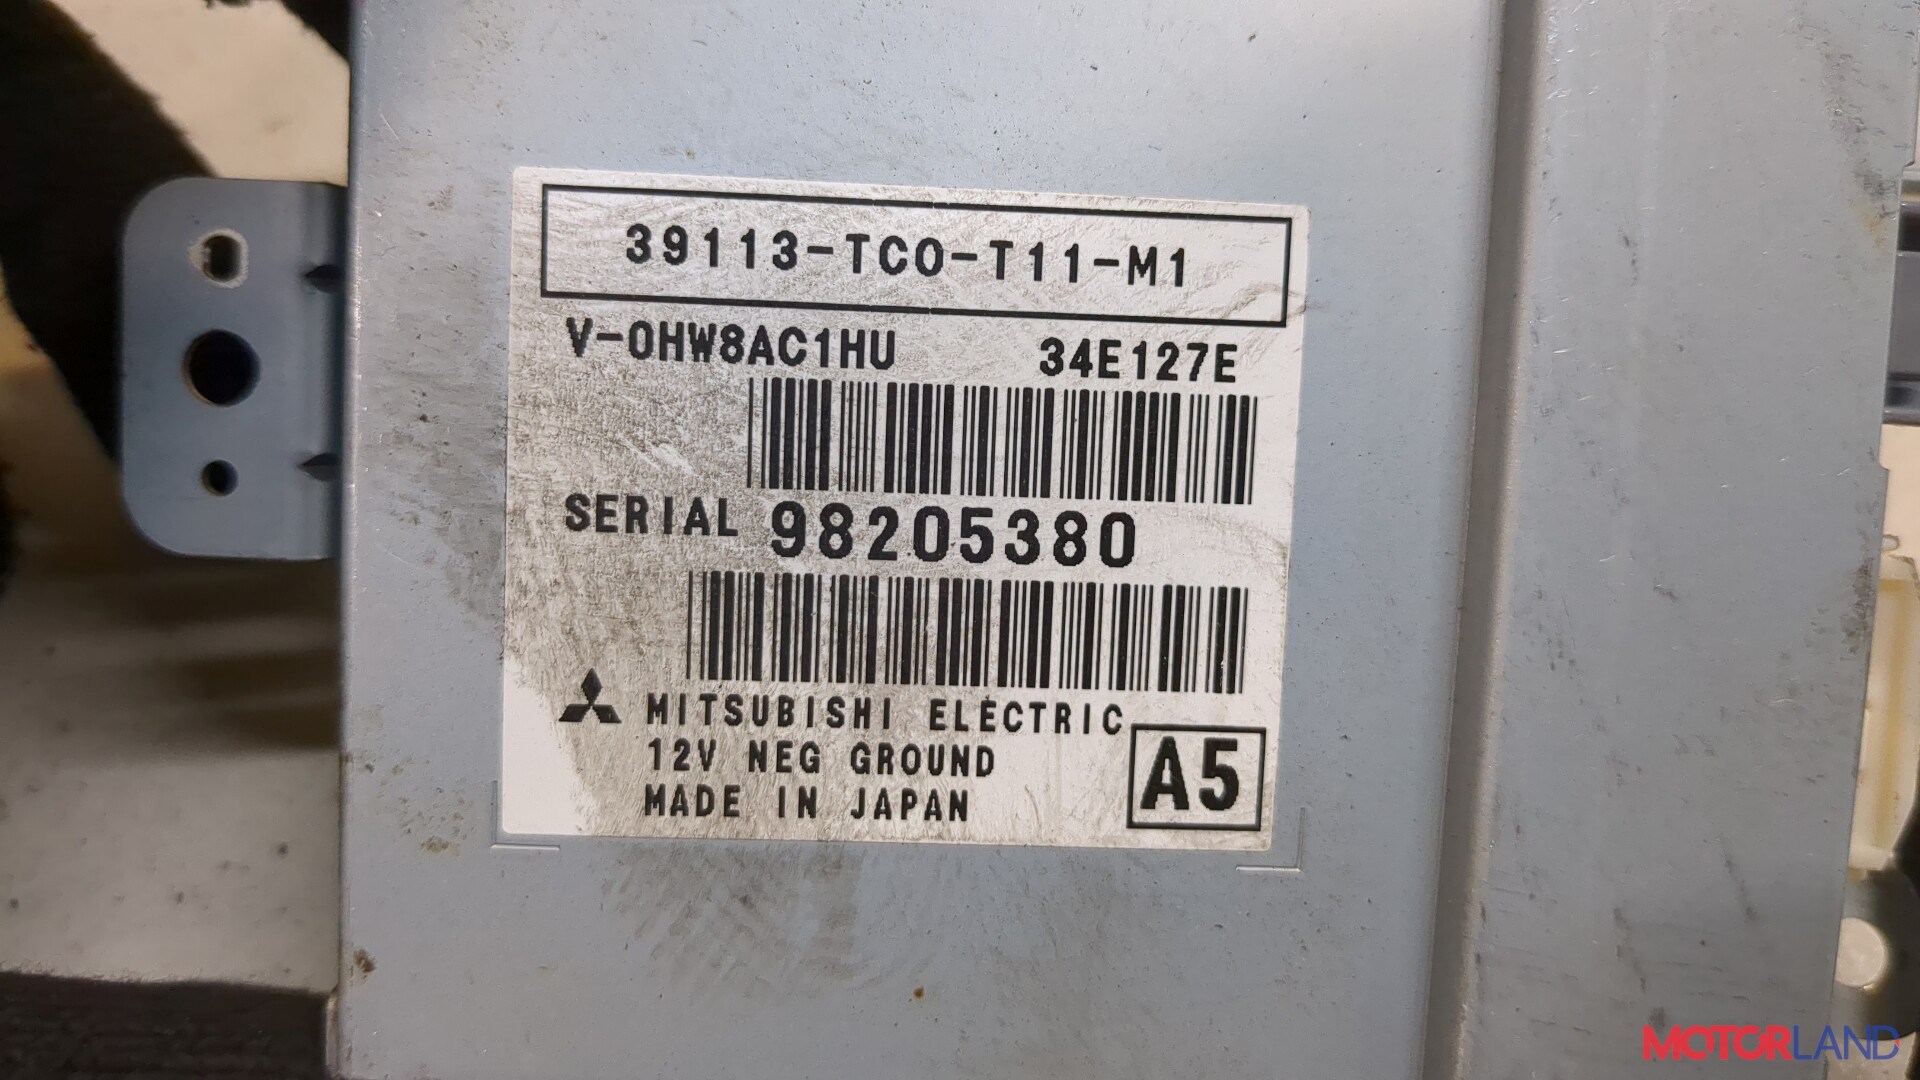 39113-TC0-T11-M1
V-0HW8AC1HU 34E127E
SERIAL 98205380
MITSUBISHI ELECTRIC
12V NEG GROUND
MADE IN JAPAN
A5
MOTORLAND